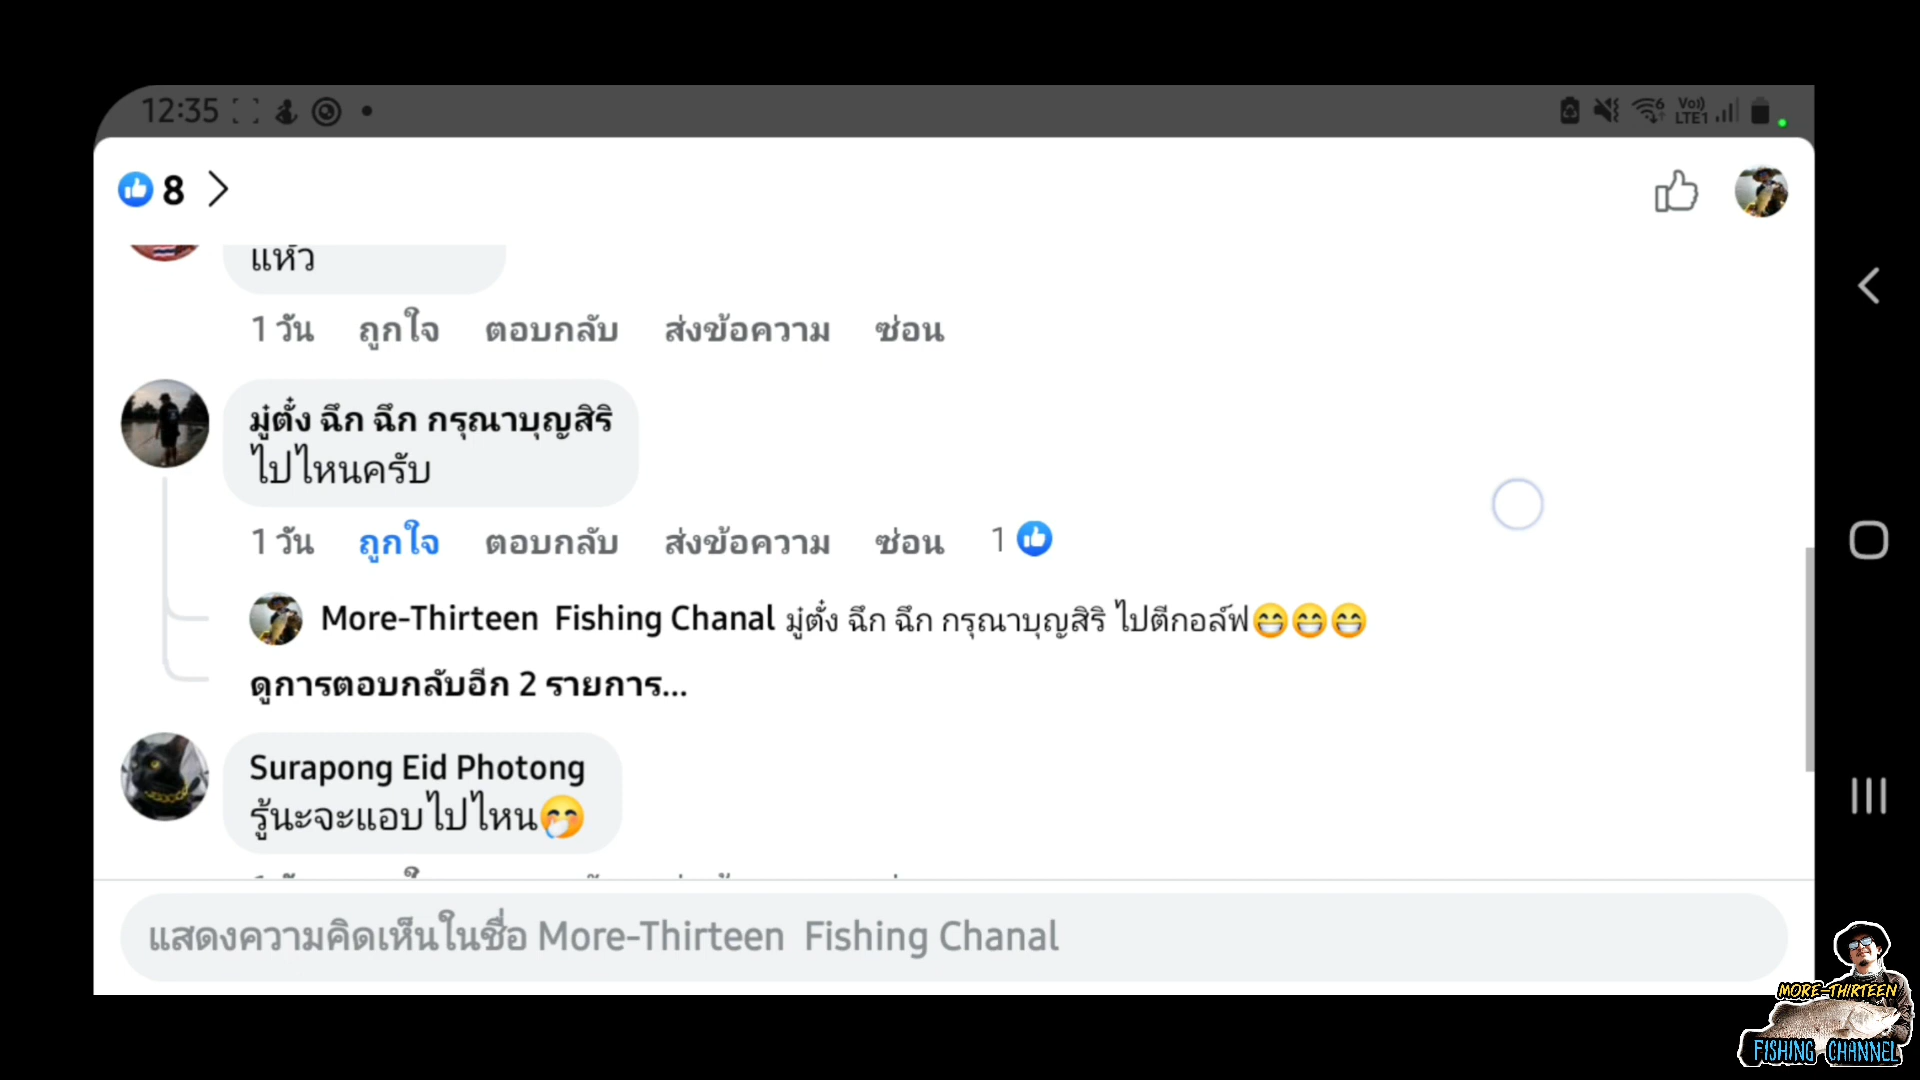 12:35
Vo))
LTE1
8
แห้ว
1 วัน ถูกใจ ตอบกลับ ส่งข้อความ ซ่อน
มู๋ตั๋ง ฉึก ฉึก กรุณาบุญสิริ
ไปไหนครับ
1 วัน ถูกใจ ตอบกลับ ส่งข้อความ ซ่อน 1
More-Thirteen Fishing Chanal มู๋ตั๋ง ฉึก ฉึก กรุณาบุญสิริ ไปตีกอล์ฟ😁😁😁
ดูการตอบกลับอีก 2 รายการ...
Surapong Eid Photong
รู้นะจะแอบไปไหน🤭
แสดงความคิดเห็นในชื่อ More-Thirteen Fishing Chanal
MORE-THIRTEEN
FISHING CHANNEL